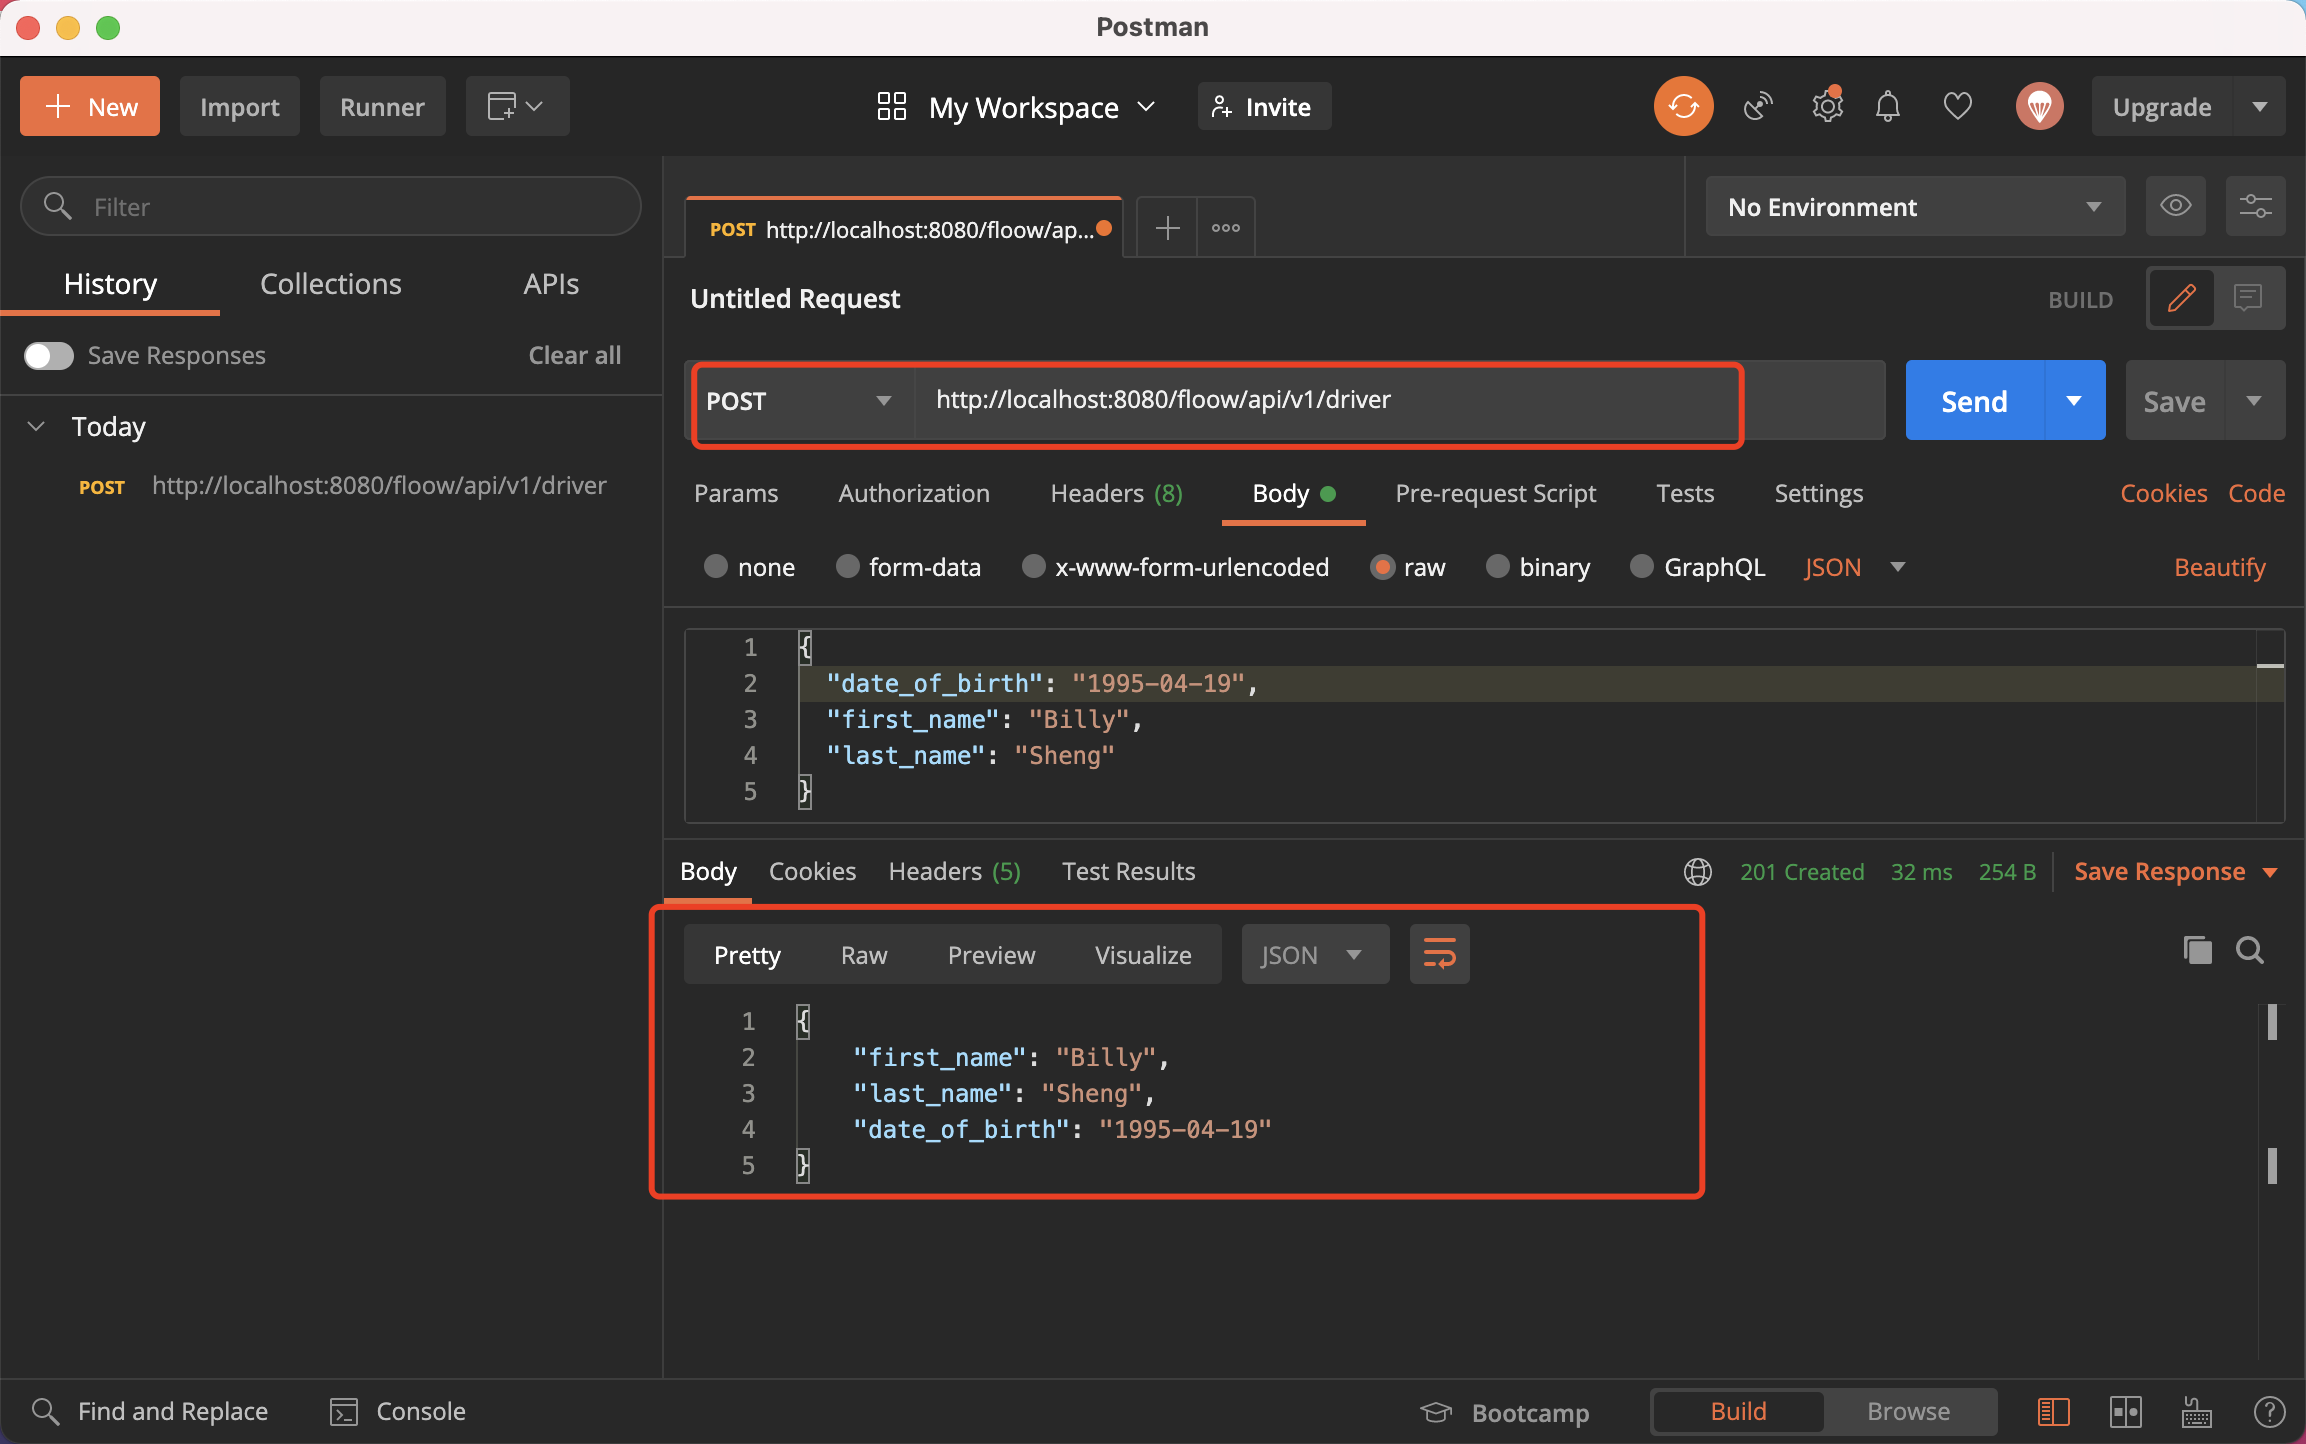 Postman
New
Import
Runner
My Workspace
Invite
Upgrade
Filter
History
Collections
APIs
Save Responses
Clear all
Today
POST http://localhost:8080/floow/api/v1/driver
POST http://localhost:8080/floow/ap...
No Environment
Untitled Request
BUILD
POST
http://localhost:8080/floow/api/v1/driver
Send
Save
Params
Authorization
Headers (8)
Body
Pre-request Script
Tests
Settings
Cookies
Code
none
form-data
x-www-form-urlencoded
raw
binary
GraphQL
JSON
Beautify
1 {
2 "date_of_birth": "1995-04-19",
3 "first_name": "Billy",
4 "last_name": "Sheng"
5 }
Body
Cookies
Headers (5)
Test Results
201 Created
32 ms
254 B
Save Response
Pretty
Raw
Preview
Visualize
JSON
1 {
2 "first_name": "Billy",
3 "last_name": "Sheng",
4 "date_of_birth": "1995-04-19"
5 }
Find and Replace
Console
Bootcamp
Build
Browse